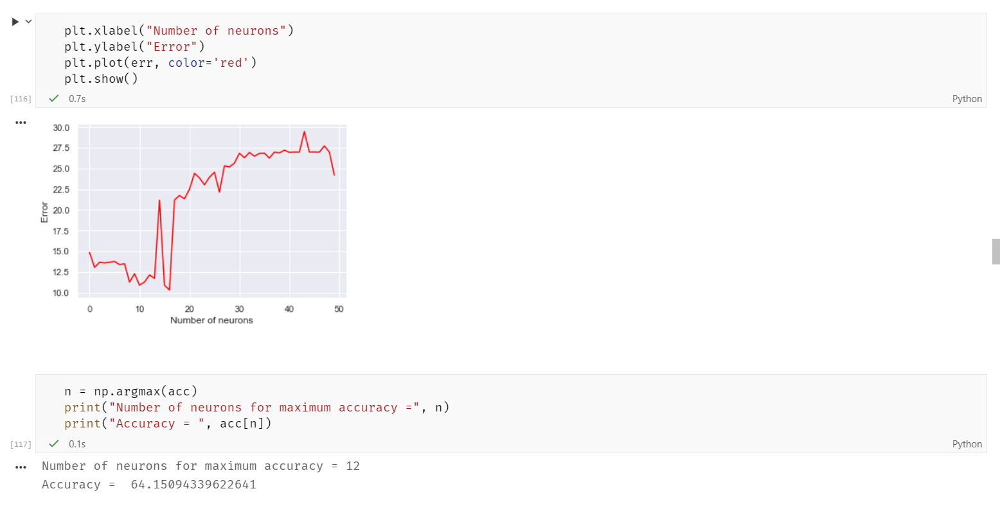 plt.xlabel("Number of neurons")
plt.ylabel("Error")
plt.plot(err, color='red')
plt.show()
[116] 0.7s Python
30.0
27.5
25.0
22.5
20.0
17.5
15.0
12.5
10.0
Error
0 10 20 30 40 50
Number of neurons
n = np.argmax(acc)
print("Number of neurons for maximum accuracy =", n)
print("Accuracy = ", acc[n])
[117] 0.1s Python
Number of neurons for maximum accuracy = 12
Accuracy =  64.15094339622641